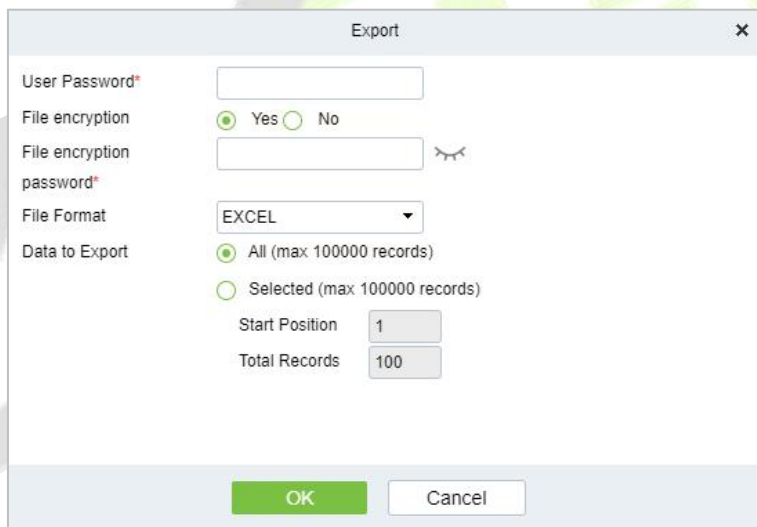 Export
User Password*
File encryption Yes No
File encryption
password*
File Format EXCEL
Data to Export All (max 100000 records)
Selected (max 100000 records)
Start Position 1
Total Records 100
OK Cancel